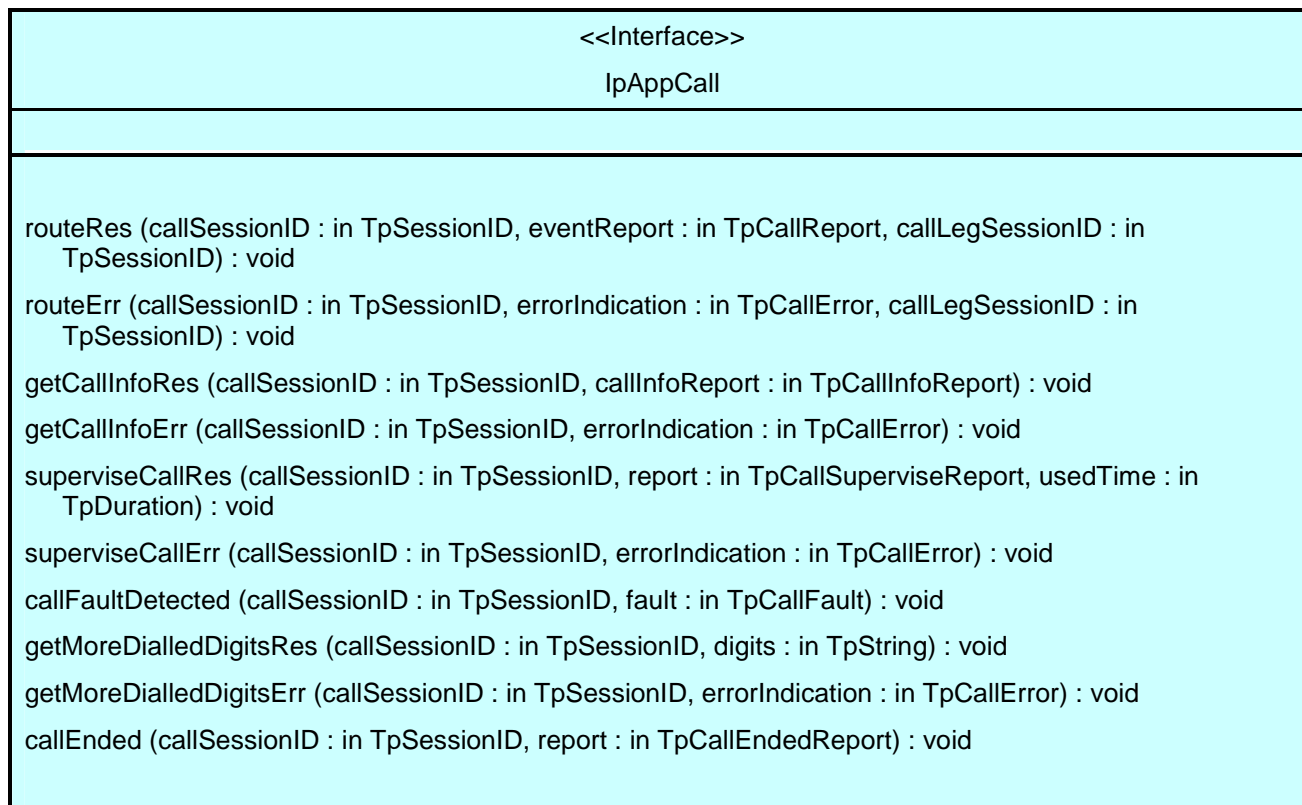 <<Interface>>
IpAppCall
routeRes (callSessionID : in TpSessionID, eventReport : in TpCallReport, callLegSessionID : in
TpSessionID) : void
routeErr (callSessionID : in TpSessionID, errorIndication : in TpCallError, callLegSessionID : in
TpSessionID) : void
getCallInfoRes (callSessionID : in TpSessionID, callInfoReport : in TpCallInfoReport) : void
getCallInfoErr (callSessionID : in TpSessionID, errorIndication : in TpCallError) : void
superviseCallRes (callSessionID : in TpSessionID, report : in TpCallSuperviseReport, usedTime : in
TpDuration) : void
superviseCallErr (callSessionID : in TpSessionID, errorIndication : in TpCallError) : void
callFaultDetected (callSessionID : in TpSessionID, fault : in TpCallFault) : void
getMoreDialledDigitsRes (callSessionID : in TpSessionID, digits : in TpString) : void
getMoreDialledDigitsErr (callSessionID : in TpSessionID, errorIndication : in TpCallError) : void
callEnded (callSessionID : in TpSessionID, report : in TpCallEndedReport) : void